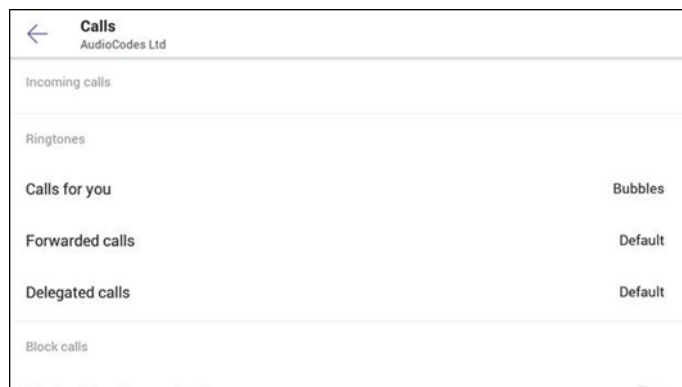 Calls
AudioCodes Ltd
Incoming calls
Ringtones
Calls for you Bubbles
Forwarded calls Default
Delegated calls Default
Block calls